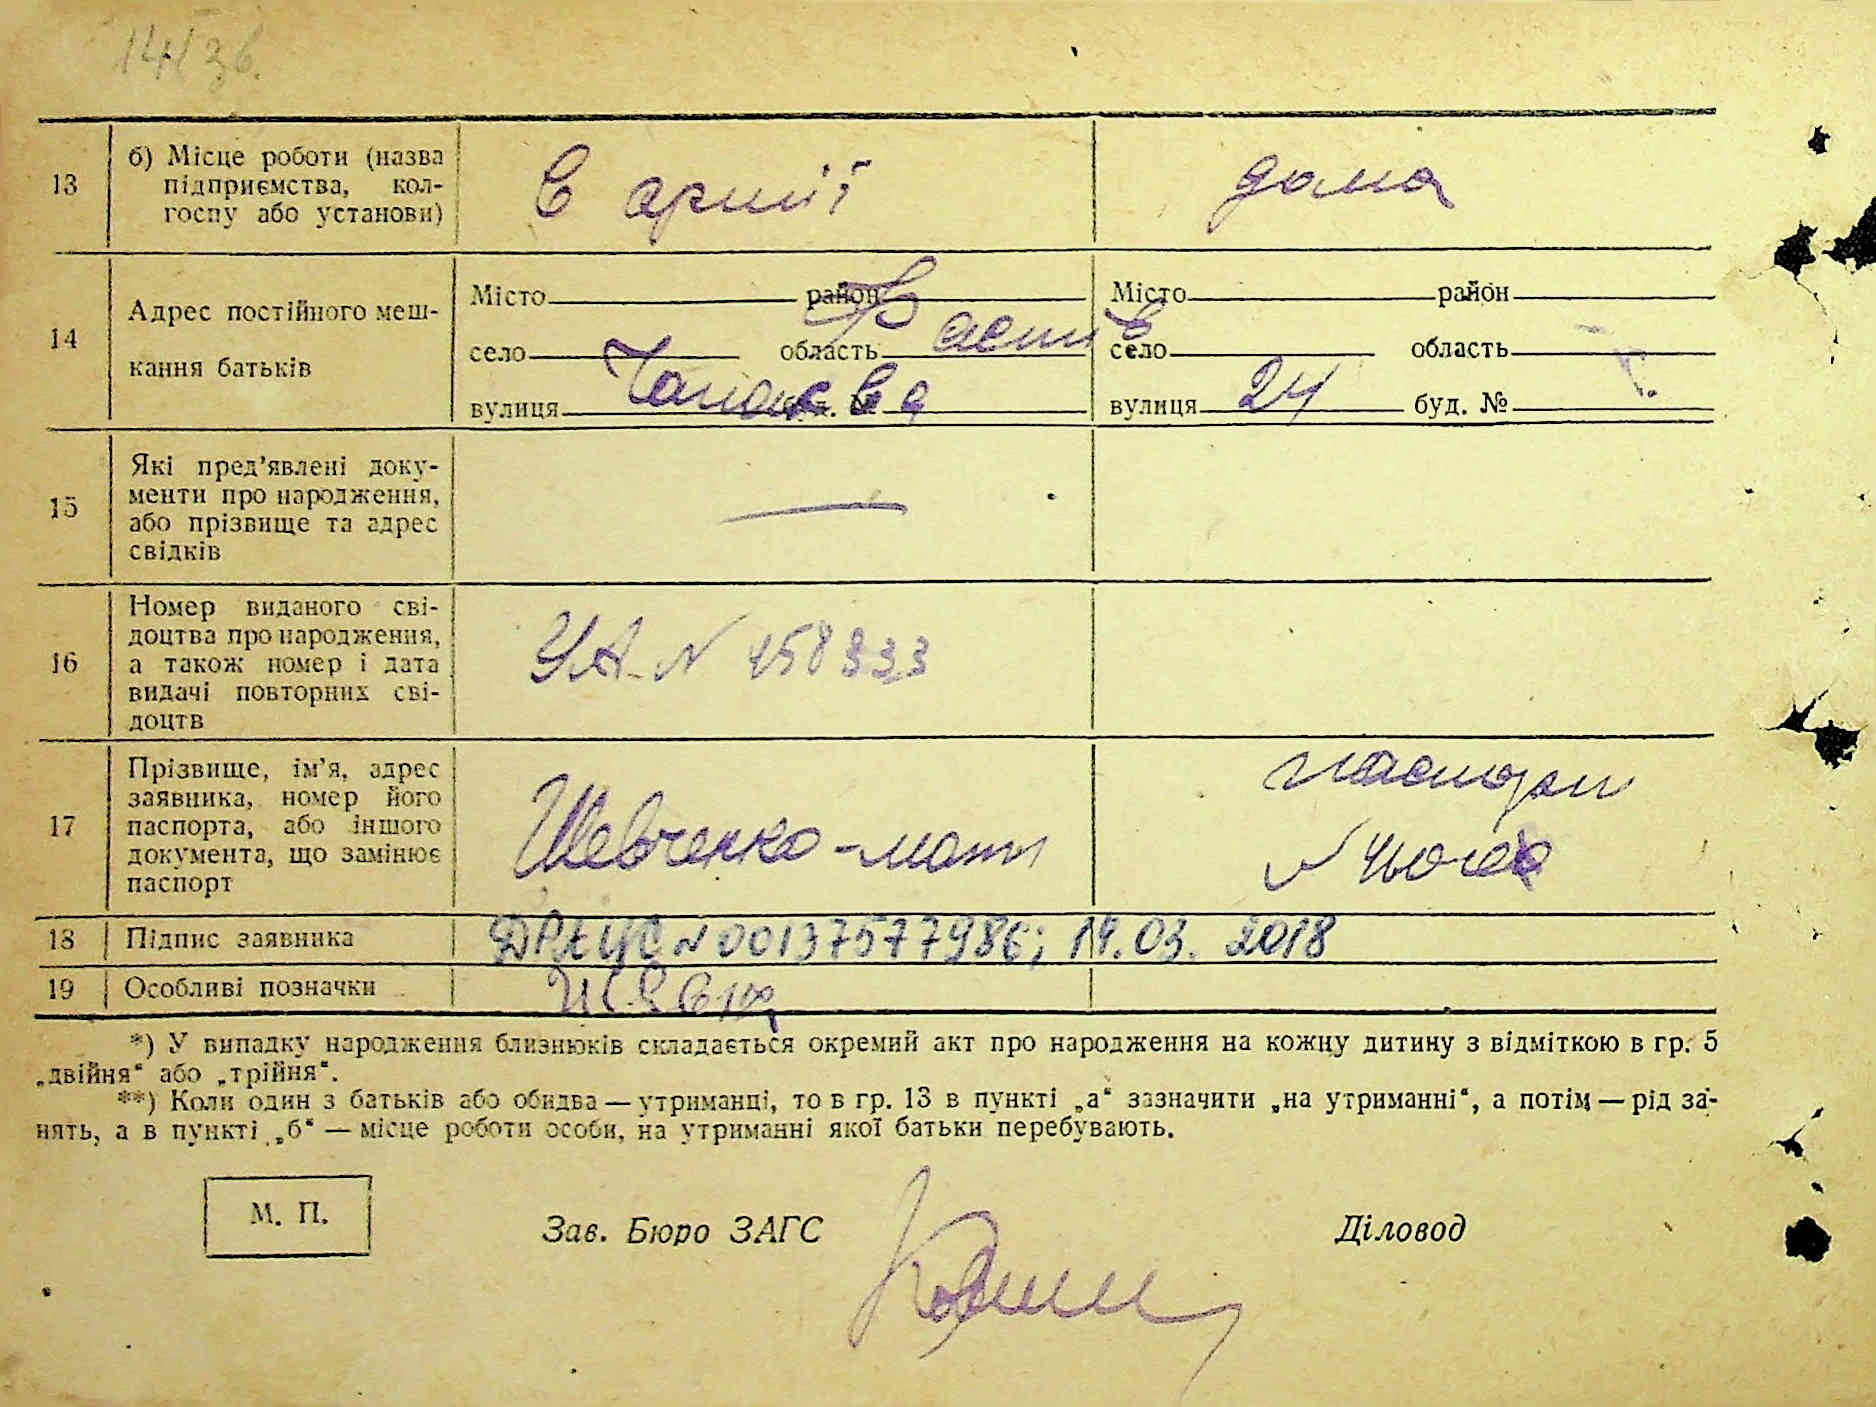 14/36.
13 б) Місце роботи (назва
підприємства, кол-
госпу або установи)
В армії
дома
14 Адрес постійного меш-
кання батьків
Місто район
село область
вулиця
Фастів
Чапаєва
Місто район
село область
вулиця 24 буд. №
15 Які пред’явлені доку-
менти про народження,
або прізвище та адрес
свідків
—
16 Номер виданого сві-
доцтва про народження,
а також номер і дата
видачі повторних сві-
доцтв
УА-N 158333
17 Прізвище, ім’я, адрес
заявника, номер його
паспорта, або іншого
документа, що замінює
паспорт
Шевченко-мати
паспорт
N
18 Підпис заявника
ДРАЦС N 00137577986; 14.03.2018
19 Особливі позначки
*) У випадку народження близнюків складається окремий акт про народження на кожну дитину з відміткою в гр. 5
„двійня“ або „трійня“.
**) Коли один з батьків або обидва — утриманці, то в гр. 13 в пункті „а“ зазначити „на утриманні“, а потім — рід за-
нять, а в пункті „б“ — місце роботи особи, на утриманні якої батьки перебувають.
М. П.
Зав. Бюро ЗАГС
Діловод